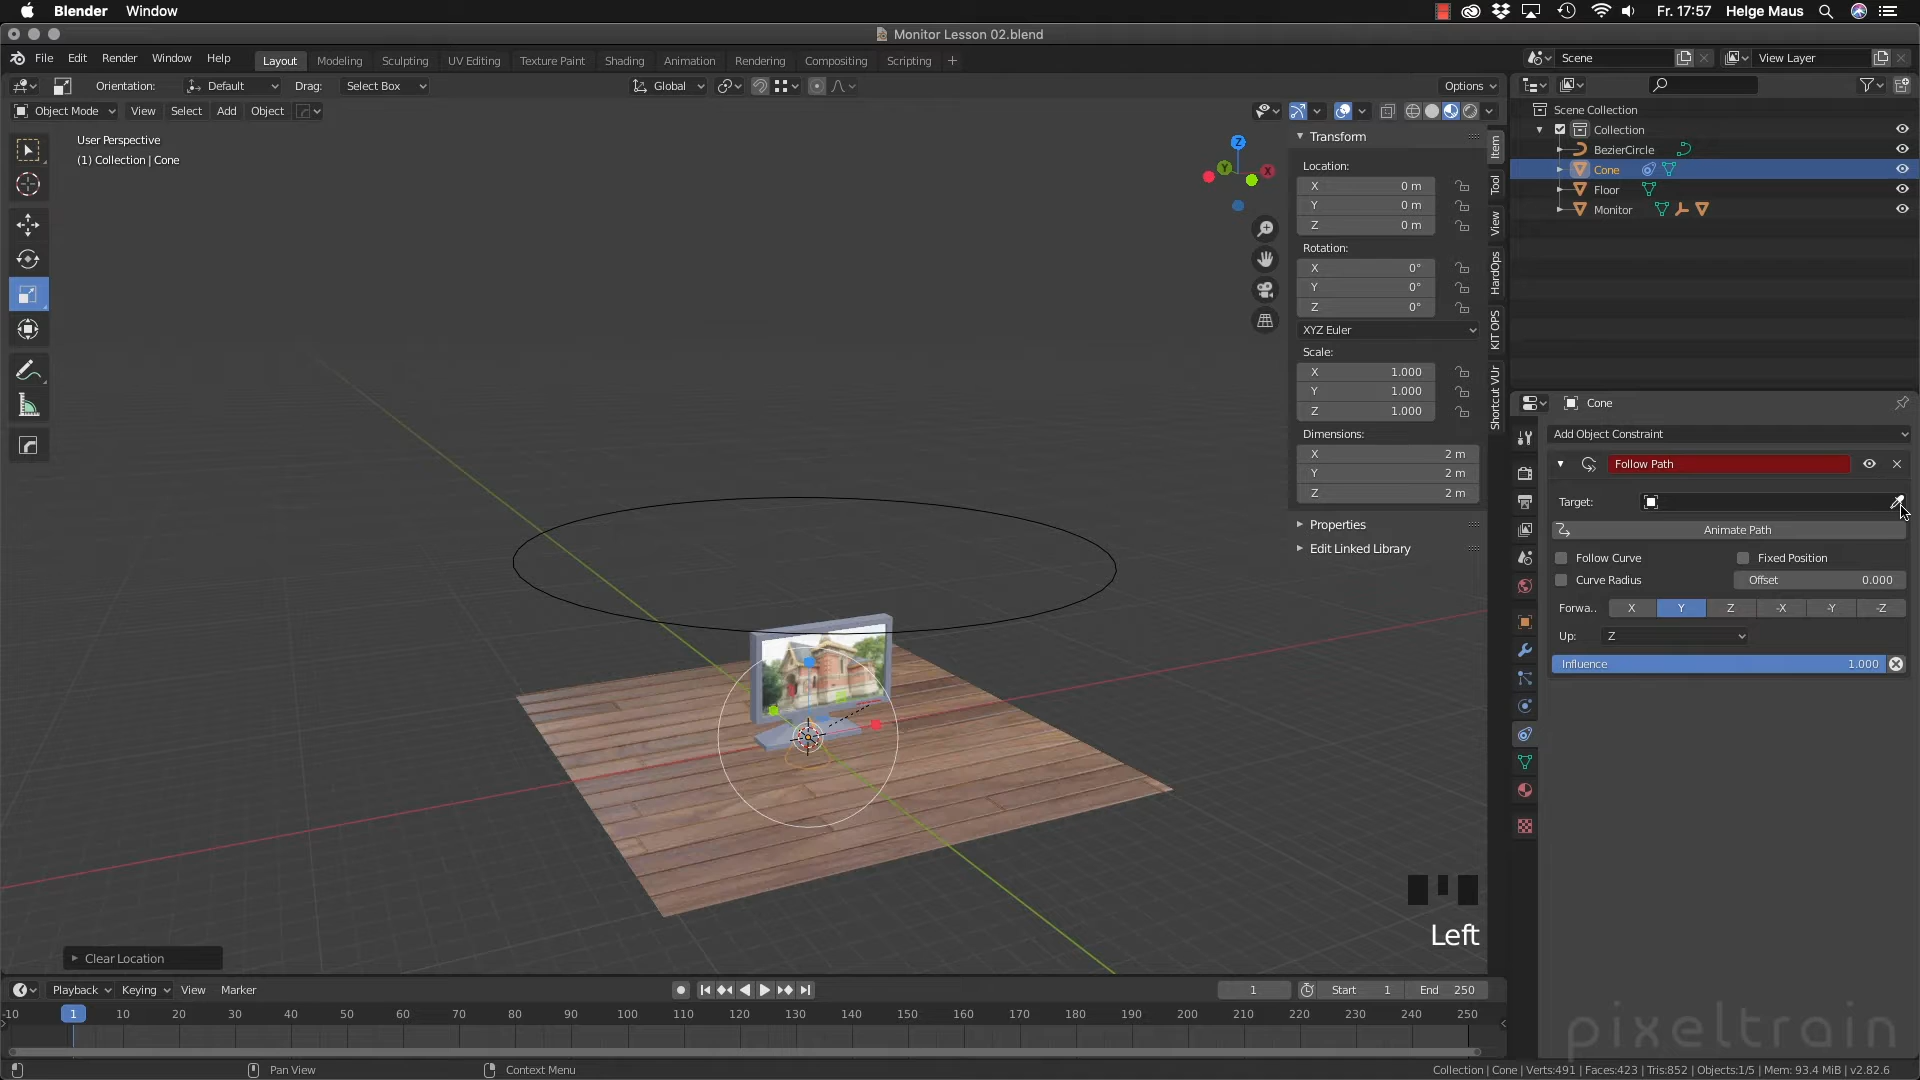 Blender Window Fr. 17:57 Helge Maus
Monitor Lesson 02.blend
File Edit Render Window Help Layout Modeling Sculpting UV Editing Texture Paint Shading Animation Rendering Compositing Scripting + Scene View Layer
Orientation: Default Drag: Select Box Global Options
Object Mode View Select Add Object
User Perspective
(1) Collection | Cone
Z
Y
X
Transform
Location:
X 0 m
Y 0 m
Z 0 m
Rotation:
X 0°
Y 0°
Z 0°
XYZ Euler
Scale:
X 1.000
Y 1.000
Z 1.000
Dimensions:
X 2 m
Y 2 m
Z 2 m
Properties
Edit Linked Library
Item
Tool
View
HardOps
KIT OPS
Shortcut VUr
Scene Collection
Collection
BezierCircle
Cone
Floor
Monitor
Cone
Add Object Constraint
Follow Path
Target:
Animate Path
Follow Curve Fixed Position
Curve Radius Offset 0.000
Forwa.. X Y Z -X -Y -Z
Up: Z
Influence 1.000
Left
Clear Location
Playback Keying View Marker 1 Start 1 End 250
-10 1 10 20 30 40 50 60 70 80 90 100 110 120 130 140 150 160 170 180 190 200 210 220 230 240 250
pixeltrain
Pan View Context Menu Collection | Cone | Verts:491 | Faces:423 | Tris:852 | Objects:1/5 | Mem: 93.4 MiB | v2.82.6